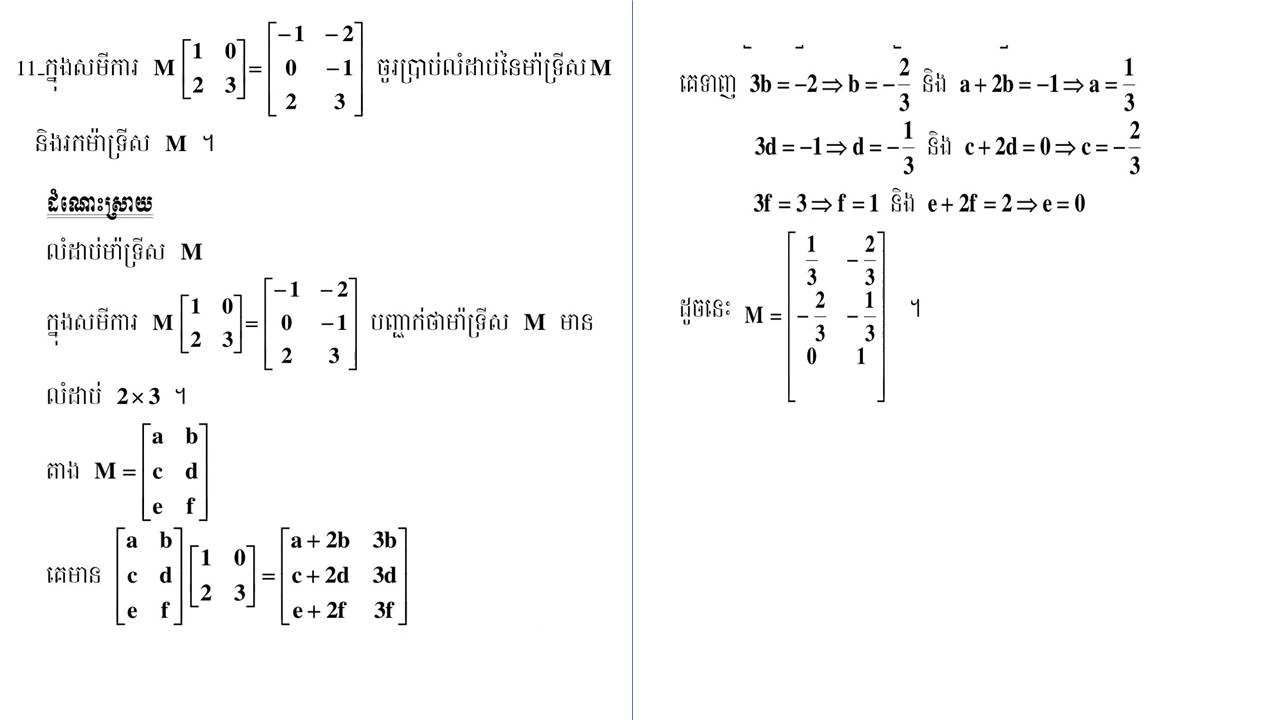 11.ក្នុងសមីការ M [1 0; 2 3] = [−1 −2; 0 −1; 2 3] ចូរប្រាប់លំដាប់នៃម៉ាទ្រីស M
និងរកម៉ាទ្រីស M ។
ដំណោះស្រាយ
លំដាប់ម៉ាទ្រីស M
ក្នុងសមីការ M [1 0; 2 3] = [−1 −2; 0 −1; 2 3] បញ្ជាក់ថាម៉ាទ្រីស M មាន
លំដាប់ 2×3 ។
តាង M = [a b; c d; e f]
គេមាន [a b; c d; e f] [1 0; 2 3] = [a+2b 3b; c+2d 3d; e+2f 3f]
គេទាញ 3b = −2 ⇒ b = −2/3 និង a + 2b = −1 ⇒ a = 1/3
3d = −1 ⇒ d = −1/3 និង c + 2d = 0 ⇒ c = −2/3
3f = 3 ⇒ f = 1 និង e + 2f = 2 ⇒ e = 0
ដូចនេះ M = [1/3 −2/3; −2/3 −1/3; 0 1] ។